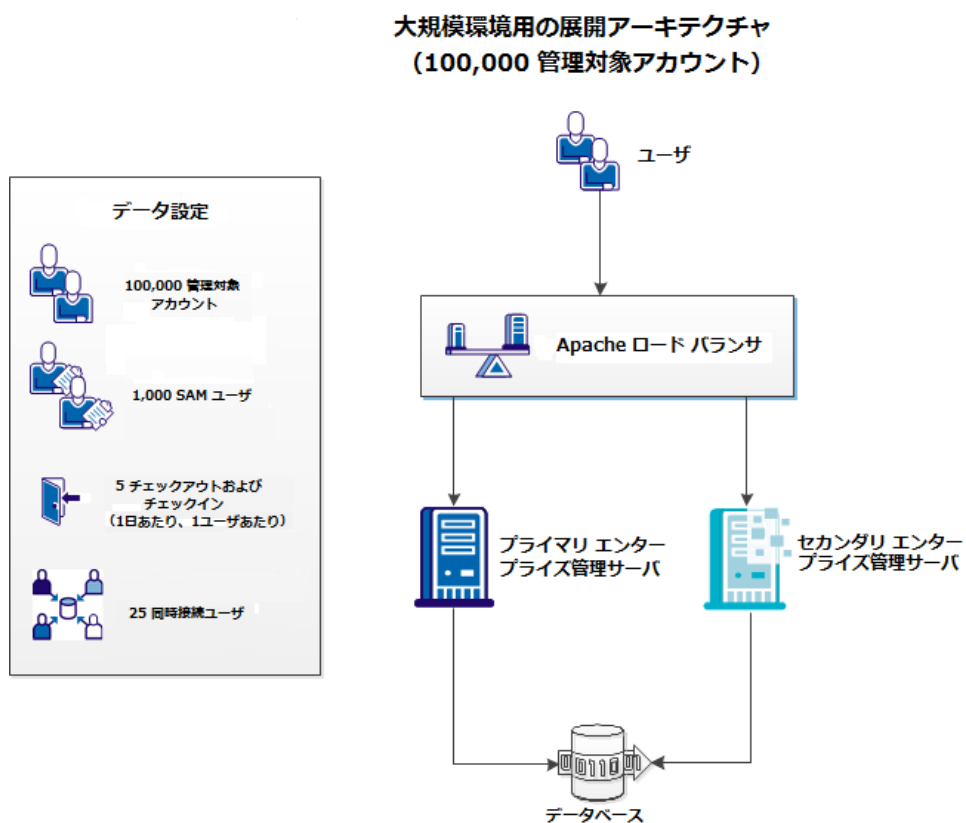 大規模環境用の展開アーキテクチャ
（100,000 管理対象アカウント）
ユーザ
データ設定
100,000 管理対象
アカウント
1,000 SAM ユーザ
5 チェックアウトおよび
チェックイン
（1日あたり、1ユーザあたり）
25 同時接続ユーザ
Apache ロード バランサ
プライマリ エンター
プライズ管理サーバ
セカンダリ エンター
プライズ管理サーバ
データベース